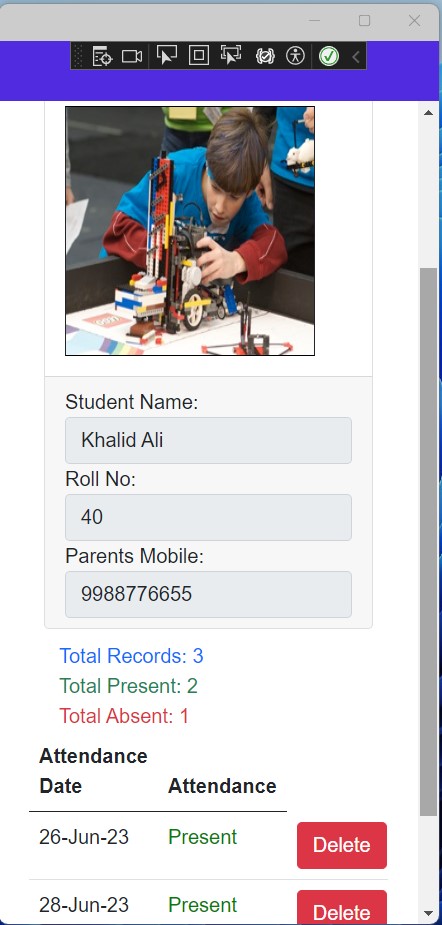 Student Name:
Khalid Ali
Roll No:
40
Parents Mobile:
9988776655
Total Records: 3
Total Present: 2
Total Absent: 1
Attendance
Date Attendance
26-Jun-23 Present Delete
28-Jun-23 Present Delete